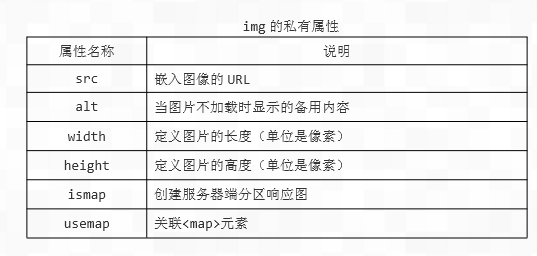 img 的私有属性
属性名称 说明
src 嵌入图像的 URL
alt 当图片不加载时显示的备用内容
width 定义图片的长度（单位是像素）
height 定义图片的高度（单位是像素）
ismap 创建服务器端分区响应图
usemap 关联<map>元素